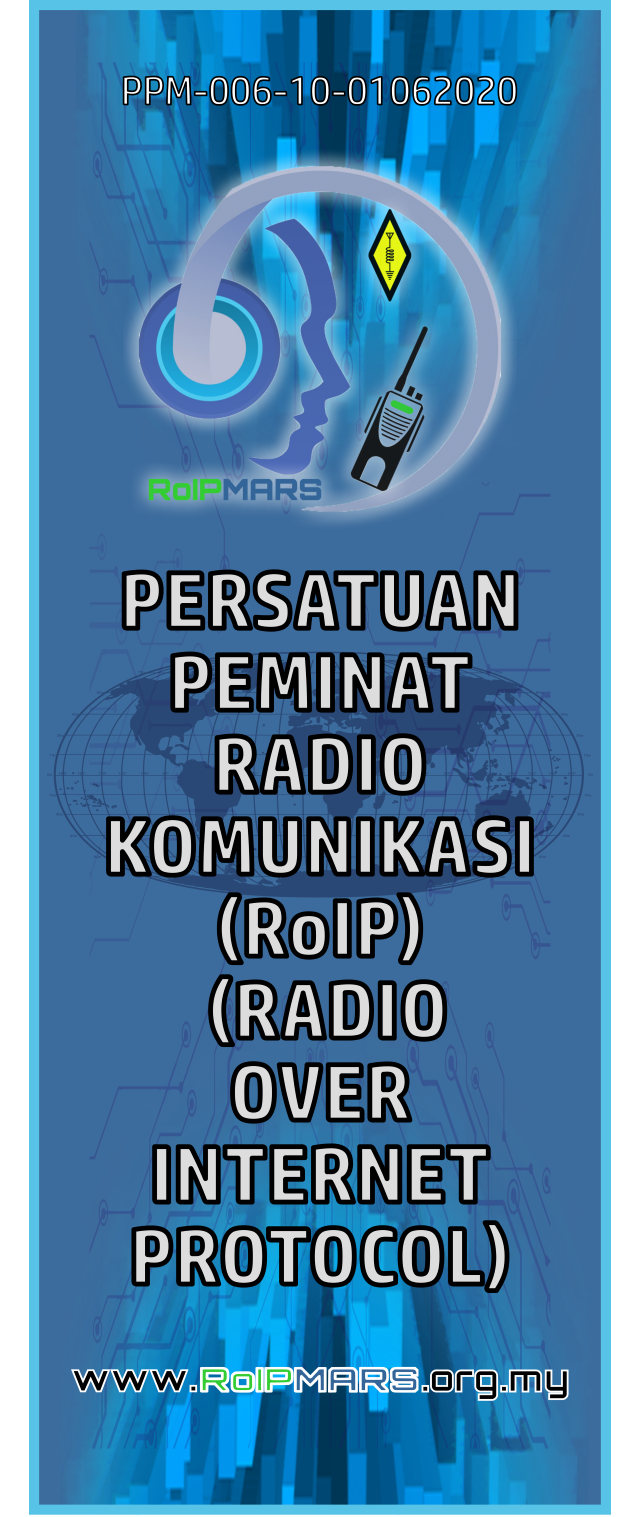 PPM-006-10-01062020
RoIPMARS
PERSATUAN
PEMINAT
RADIO
KOMUNIKASI
(RoIP)
(RADIO
OVER
INTERNET
PROTOCOL)
www.RoIPMARS.org.my